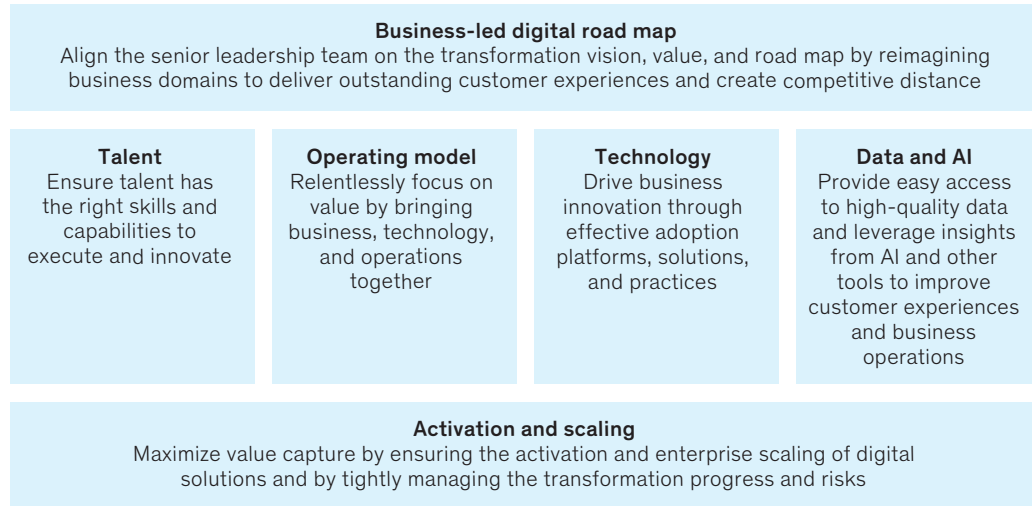 Business-led digital road map
Align the senior leadership team on the transformation vision, value, and road map by reimagining
business domains to deliver outstanding customer experiences and create competitive distance
Talent
Ensure talent has
the right skills and
capabilities to
execute and innovate
Operating model
Relentlessly focus on
value by bringing
business, technology,
and operations
together
Technology
Drive business
innovation through
effective adoption
platforms, solutions,
and practices
Data and AI
Provide easy access
to high-quality data
and leverage insights
from AI and other
tools to improve
customer experiences
and business
operations
Activation and scaling
Maximize value capture by ensuring the activation and enterprise scaling of digital
solutions and by tightly managing the transformation progress and risks